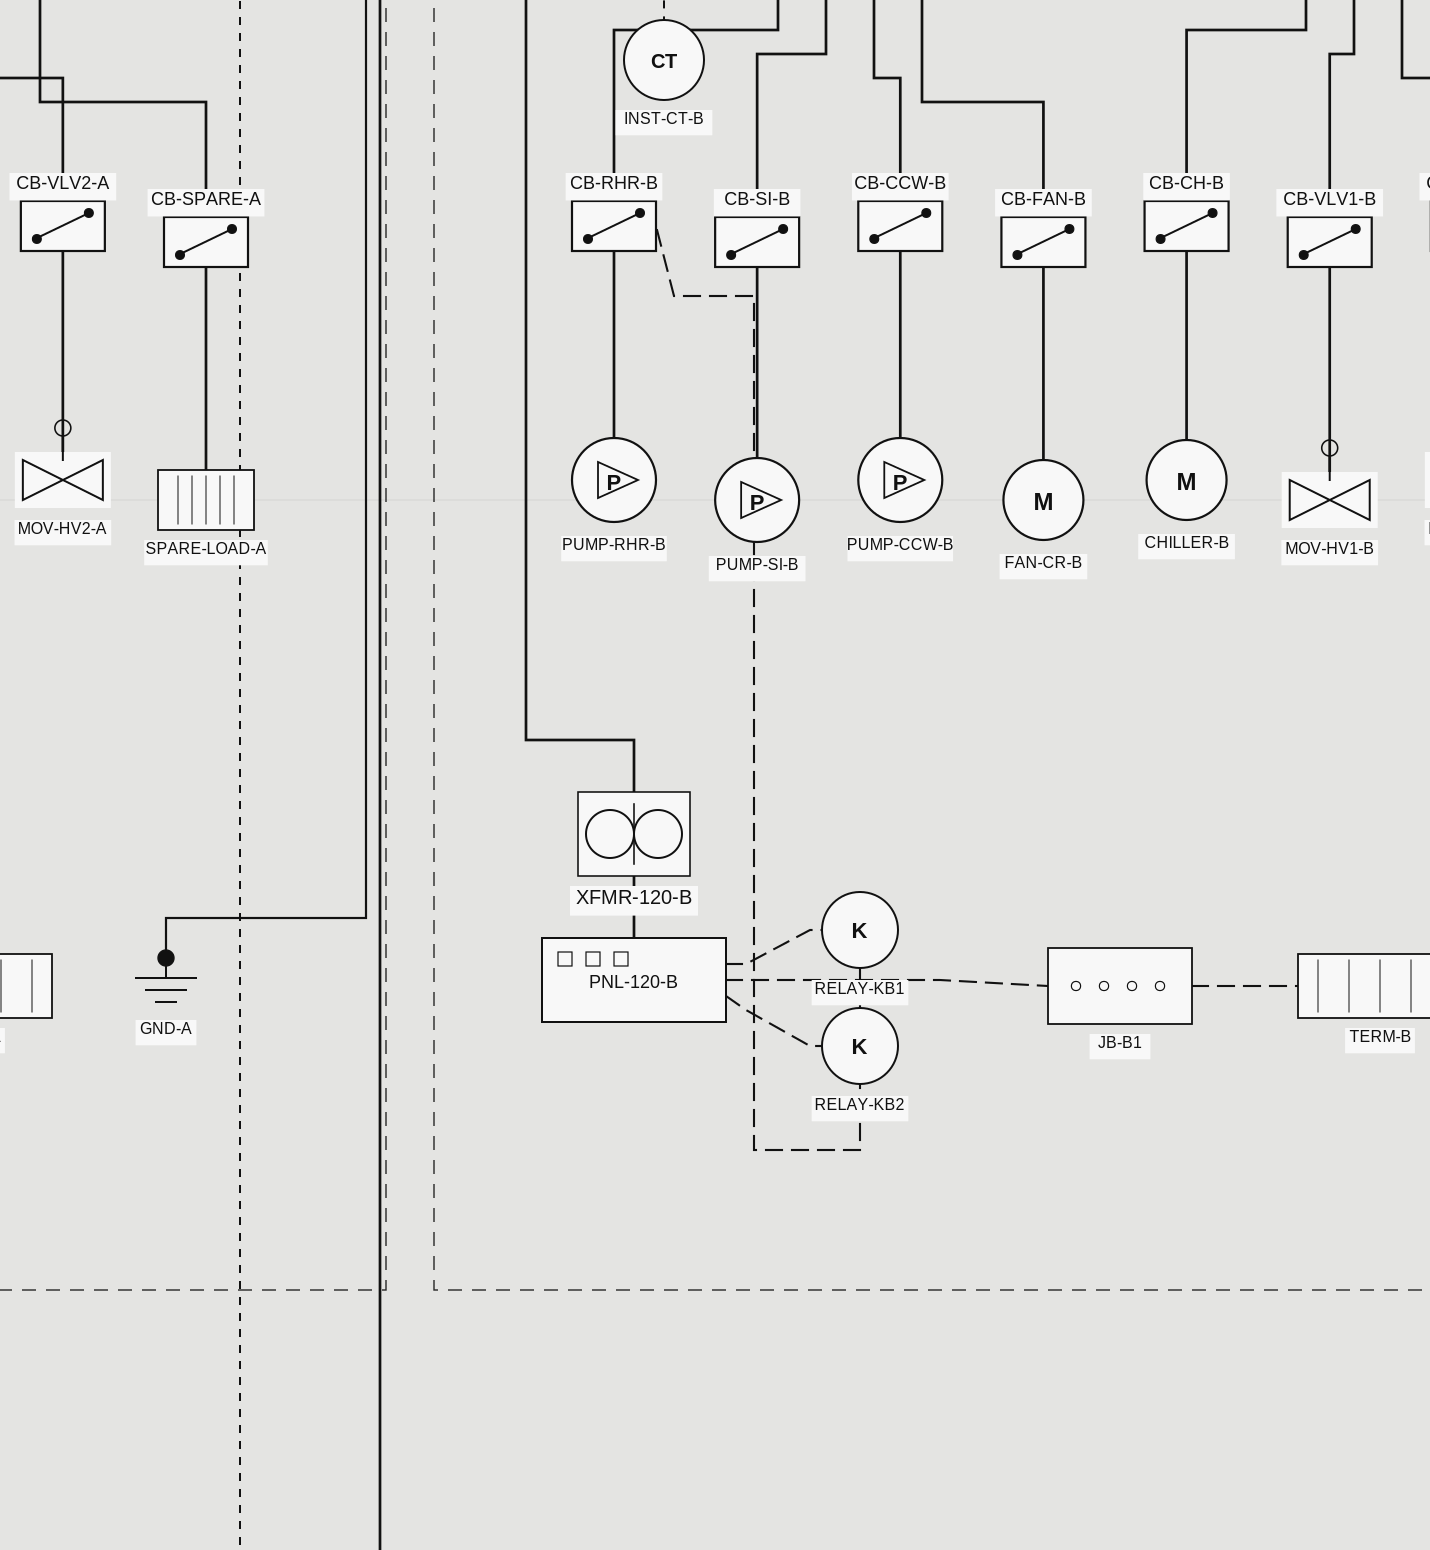 CT
INST-CT-B
CB-VLV2-A
CB-SPARE-A
CB-RHR-B
CB-SI-B
CB-CCW-B
CB-FAN-B
CB-CH-B
CB-VLV1-B
P
P
P
M
M
MOV-HV2-A
SPARE-LOAD-A
PUMP-RHR-B
PUMP-SI-B
PUMP-CCW-B
FAN-CR-B
CHILLER-B
MOV-HV1-B
XFMR-120-B
PNL-120-B
K
RELAY-KB1
K
RELAY-KB2
GND-A
JB-B1
TERM-B